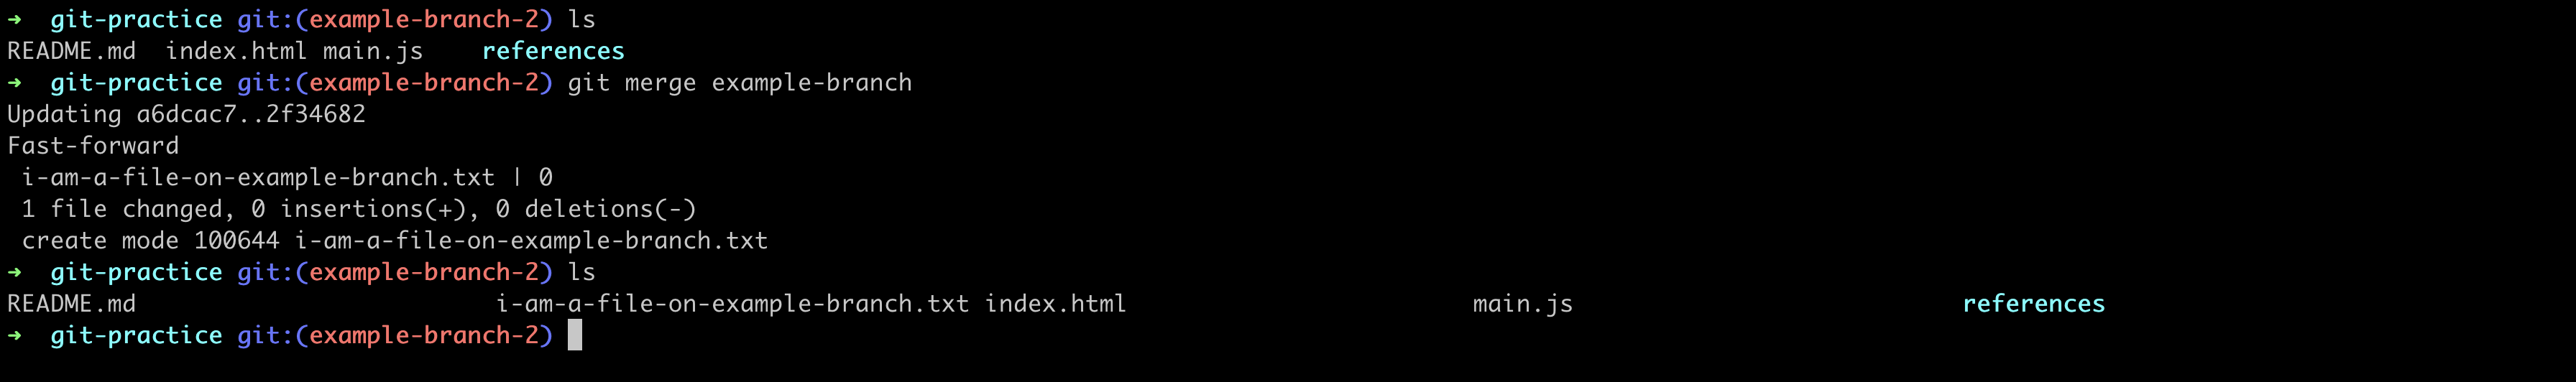 ➜  git-practice git:(example-branch-2) ls
README.md  index.html main.js    references
➜  git-practice git:(example-branch-2) git merge example-branch
Updating a6dcac7..2f34682
Fast-forward
 i-am-a-file-on-example-branch.txt | 0
 1 file changed, 0 insertions(+), 0 deletions(-)
 create mode 100644 i-am-a-file-on-example-branch.txt
➜  git-practice git:(example-branch-2) ls
README.md                         i-am-a-file-on-example-branch.txt index.html                        main.js                           references
➜  git-practice git:(example-branch-2)